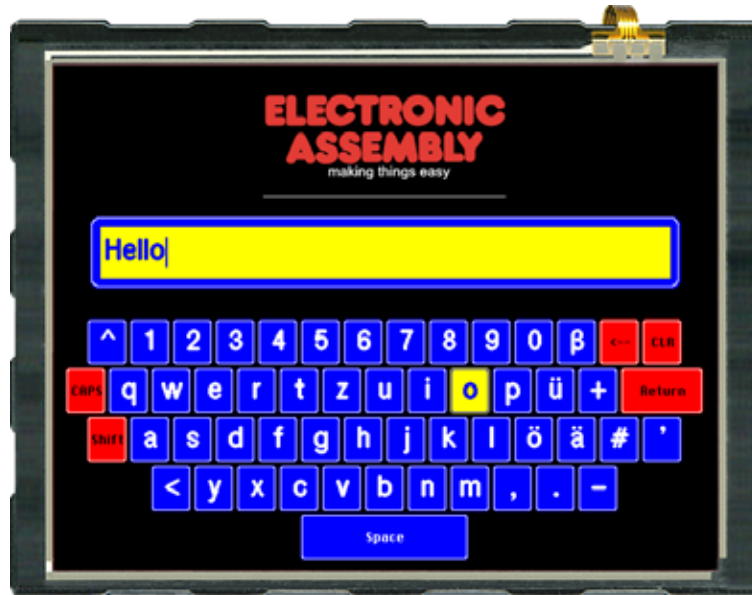 ELECTRONIC
ASSEMBLY
making things easy
Hello
^ 1 2 3 4 5 6 7 8 9 0 β <-- CLR
CAPS q w e r t z u i o p ü + Return
Shift a s d f g h j k l ö ä # '
< y x c v b n m , . -
Space